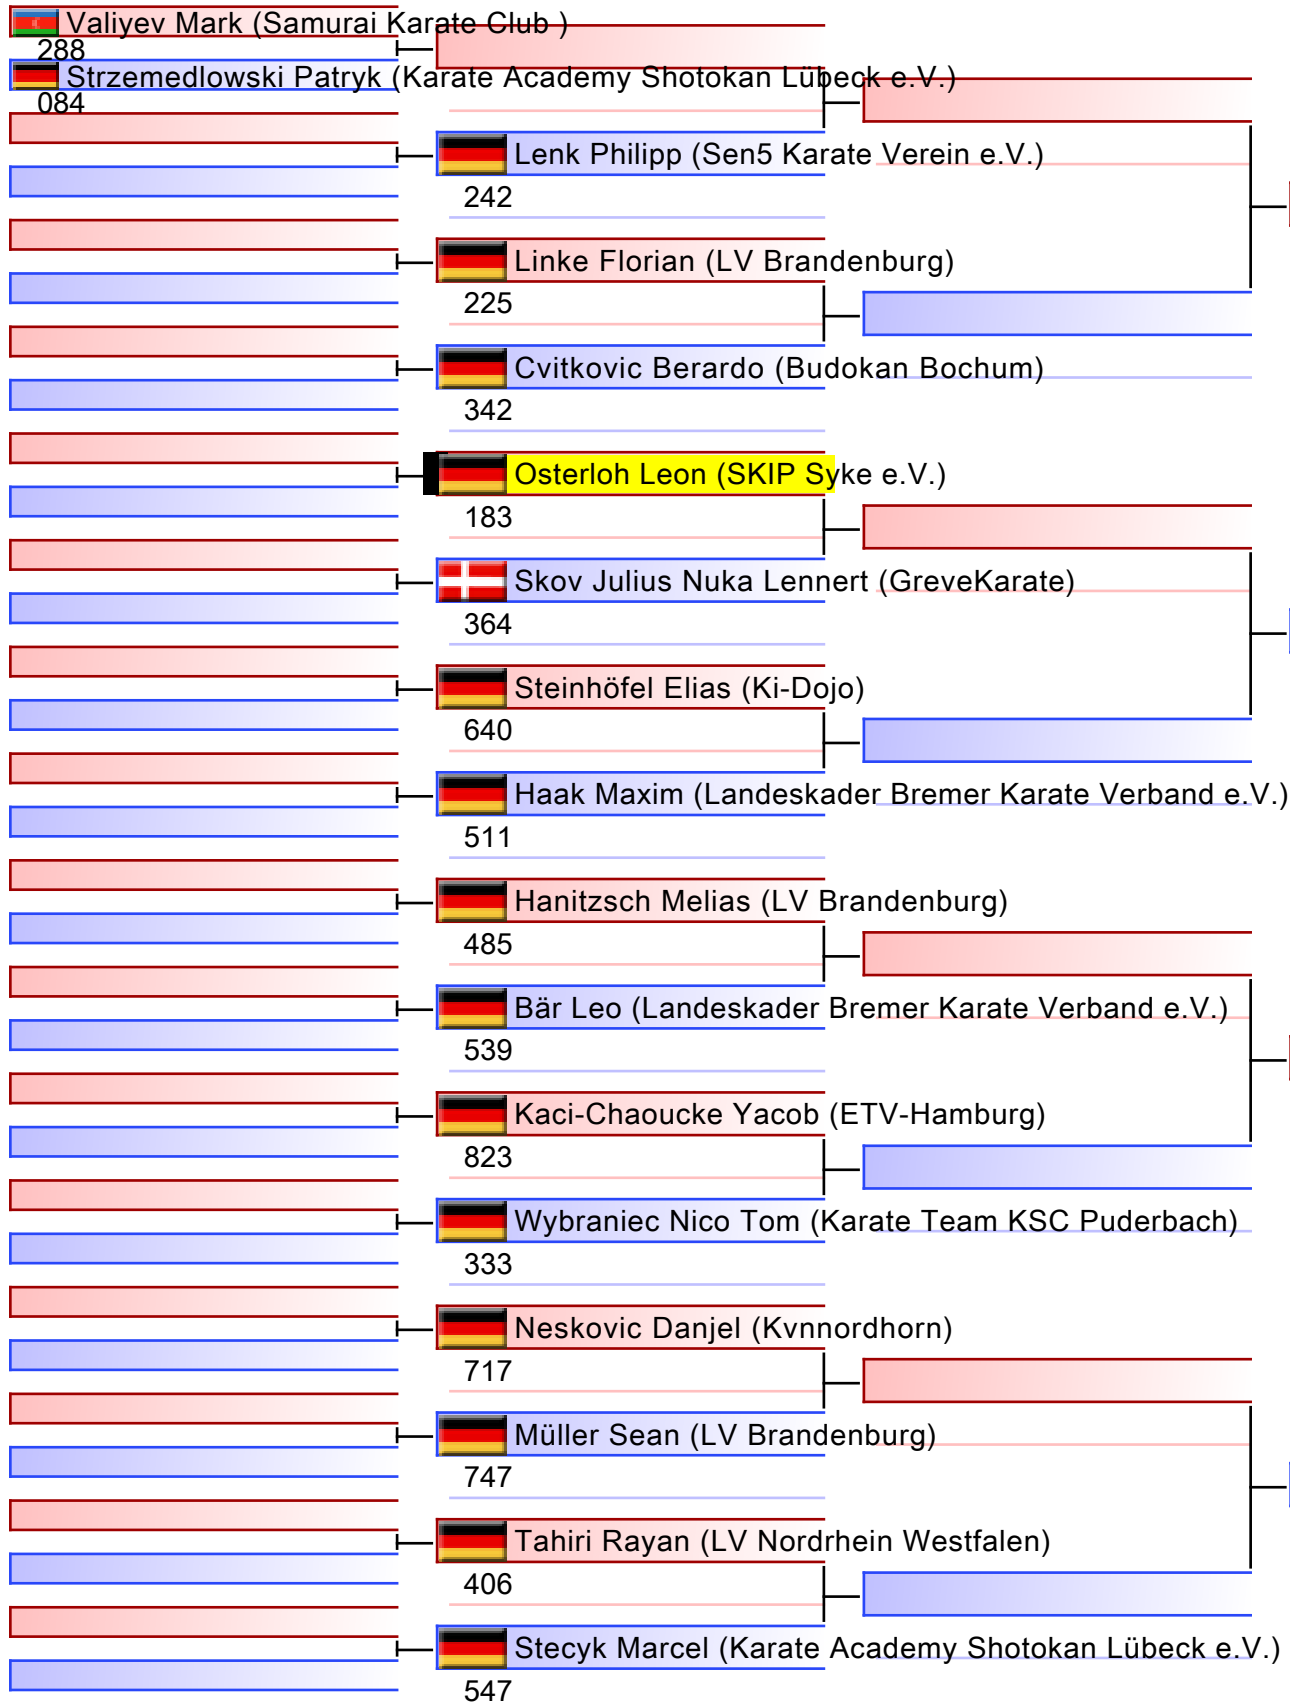 Valiyev Mark (Samurai Karate Club )
288
Strzemedlowski Patryk (Karate Academy Shotokan Lübeck e.V.)
084
Lenk Philipp (Sen5 Karate Verein e.V.)
242
Linke Florian (LV Brandenburg)
225
Cvitkovic Berardo (Budokan Bochum)
342
Osterloh Leon (SKIP Syke e.V.)
183
Skov Julius Nuka Lennert (GreveKarate)
364
Steinhöfel Elias (Ki-Dojo)
640
Haak Maxim (Landeskader Bremer Karate Verband e.V.)
511
Hanitzsch Melias (LV Brandenburg)
485
Bär Leo (Landeskader Bremer Karate Verband e.V.)
539
Kaci-Chaoucke Yacob (ETV-Hamburg)
823
Wybraniec Nico Tom (Karate Team KSC Puderbach)
333
Neskovic Danjel (Kvnnordhorn)
717
Müller Sean (LV Brandenburg)
747
Tahiri Rayan (LV Nordrhein Westfalen)
406
Stecyk Marcel (Karate Academy Shotokan Lübeck e.V.)
547